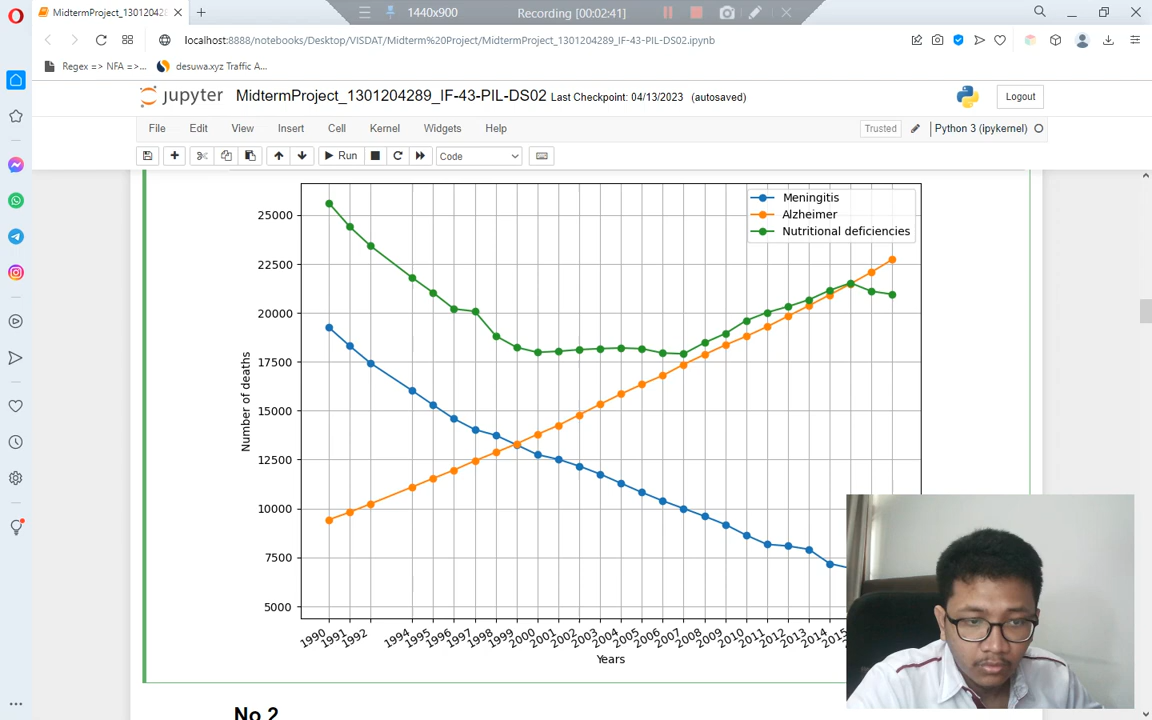 MidtermProject_1301204289
1440x900
Recording [00:02:41]
localhost:8888/notebooks/Desktop/VISDAT/Midterm%20Project/MidtermProject_1301204289_IF-43-PIL-DS02.ipynb
Regex => NFA =>...
desuwa.xyz Traffic A...
jupyter MidtermProject_1301204289_IF-43-PIL-DS02 Last Checkpoint: 04/13/2023 (autosaved)
Logout
File Edit View Insert Cell Kernel Widgets Help
Trusted
Python 3 (ipykernel)
Run
Code
Meningitis
Alzheimer
Nutritional deficiencies
25000
22500
20000
17500
15000
12500
10000
7500
5000
Number of deaths
1990 1991 1992 1994 1995 1996 1997 1998 1999 2000 2001 2002 2003 2004 2005 2006 2007 2008 2009 2010 2011 2012 2013 2014 2015
Years
No 2